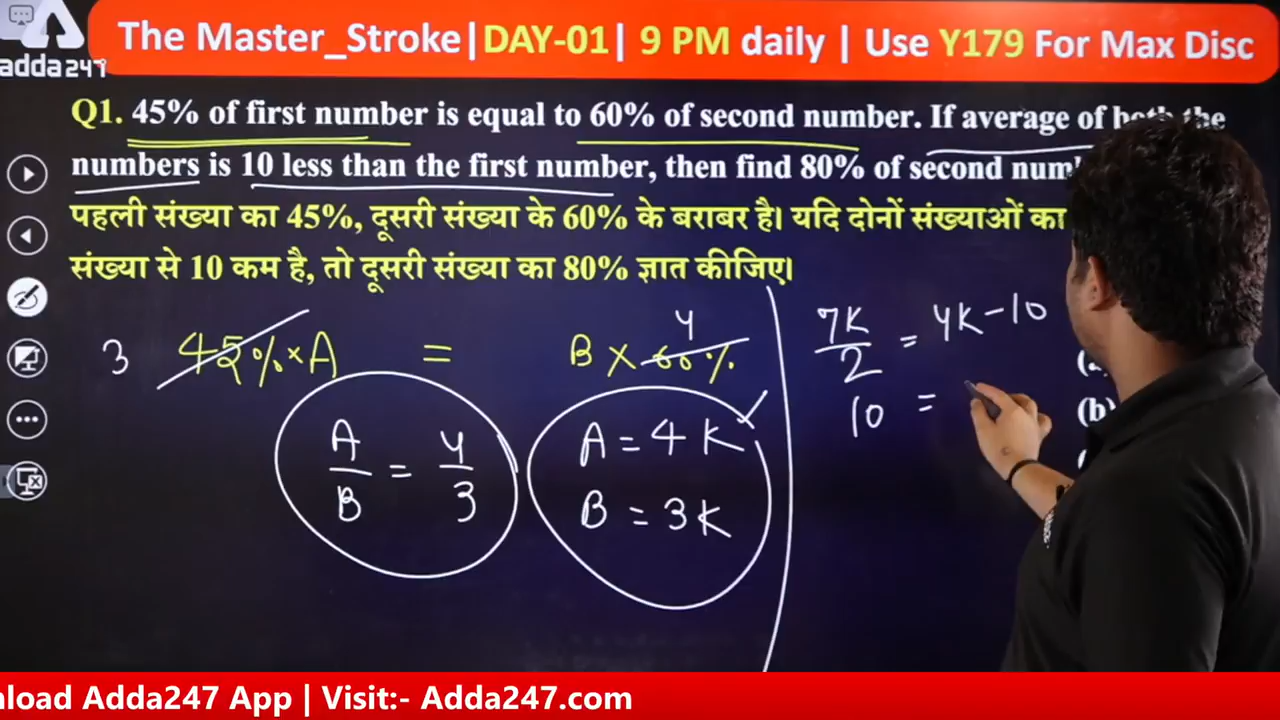 The Master_Stroke|DAY-01| 9 PM daily | Use Y179 For Max Disc
adda247
Q1. 45% of first number is equal to 60% of second number. If average of both the
numbers is 10 less than the first number, then find 80% of second
पहली संख्या का 45%, दूसरी संख्या के 60% के बराबर है। यदि दोनों संख्याओं का
संख्या से 10 कम है, तो दूसरी संख्या का 80% ज्ञात कीजिए।
3 45% × A = B × 60% 4
A/B = 4/3
A = 4K
B = 3K
7K/2 = 4K - 10
10 =
(a)
(b)
nload Adda247 App | Visit:- Adda247.com